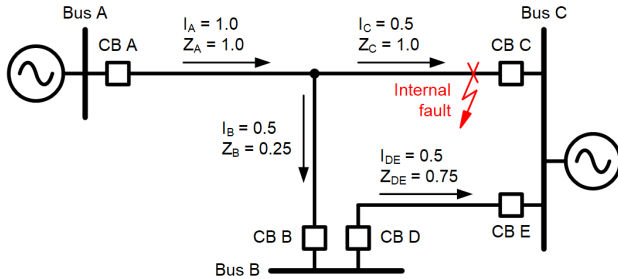 Bus A
Bus C
CB A
I_A = 1.0
Z_A = 1.0
I_C = 0.5
Z_C = 1.0
CB C
Internal
fault
I_B = 0.5
Z_B = 0.25
I_DE = 0.5
Z_DE = 0.75
CB B
CB D
CB E
Bus B